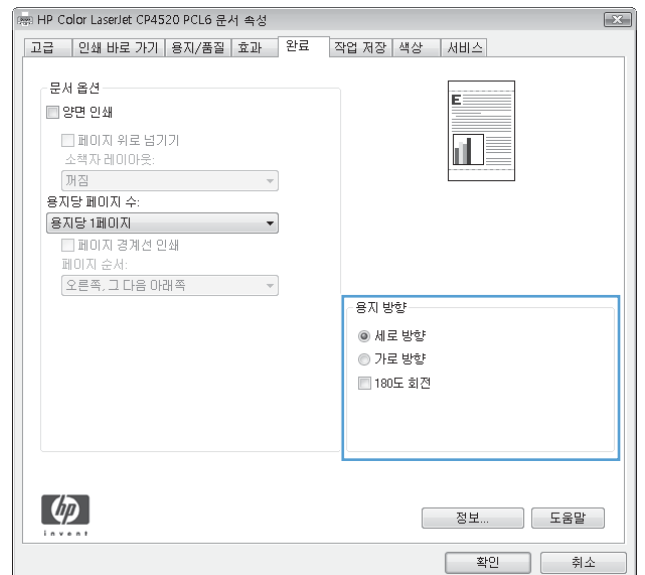 HP Color LaserJet CP4520 PCL6 문서 속성
고급 인쇄 바로 가기 용지/품질 효과 완료 작업 저장 색상 서비스
문서 옵션
양면 인쇄
페이지 위로 넘기기
소책자 레이아웃:
꺼짐
용지당 페이지 수:
용지당 1페이지
페이지 경계선 인쇄
페이지 순서:
오른쪽, 그 다음 아래쪽
E
용지 방향
세로 방향
가로 방향
180도 회전
hp
invent
정보... 도움말
확인 취소